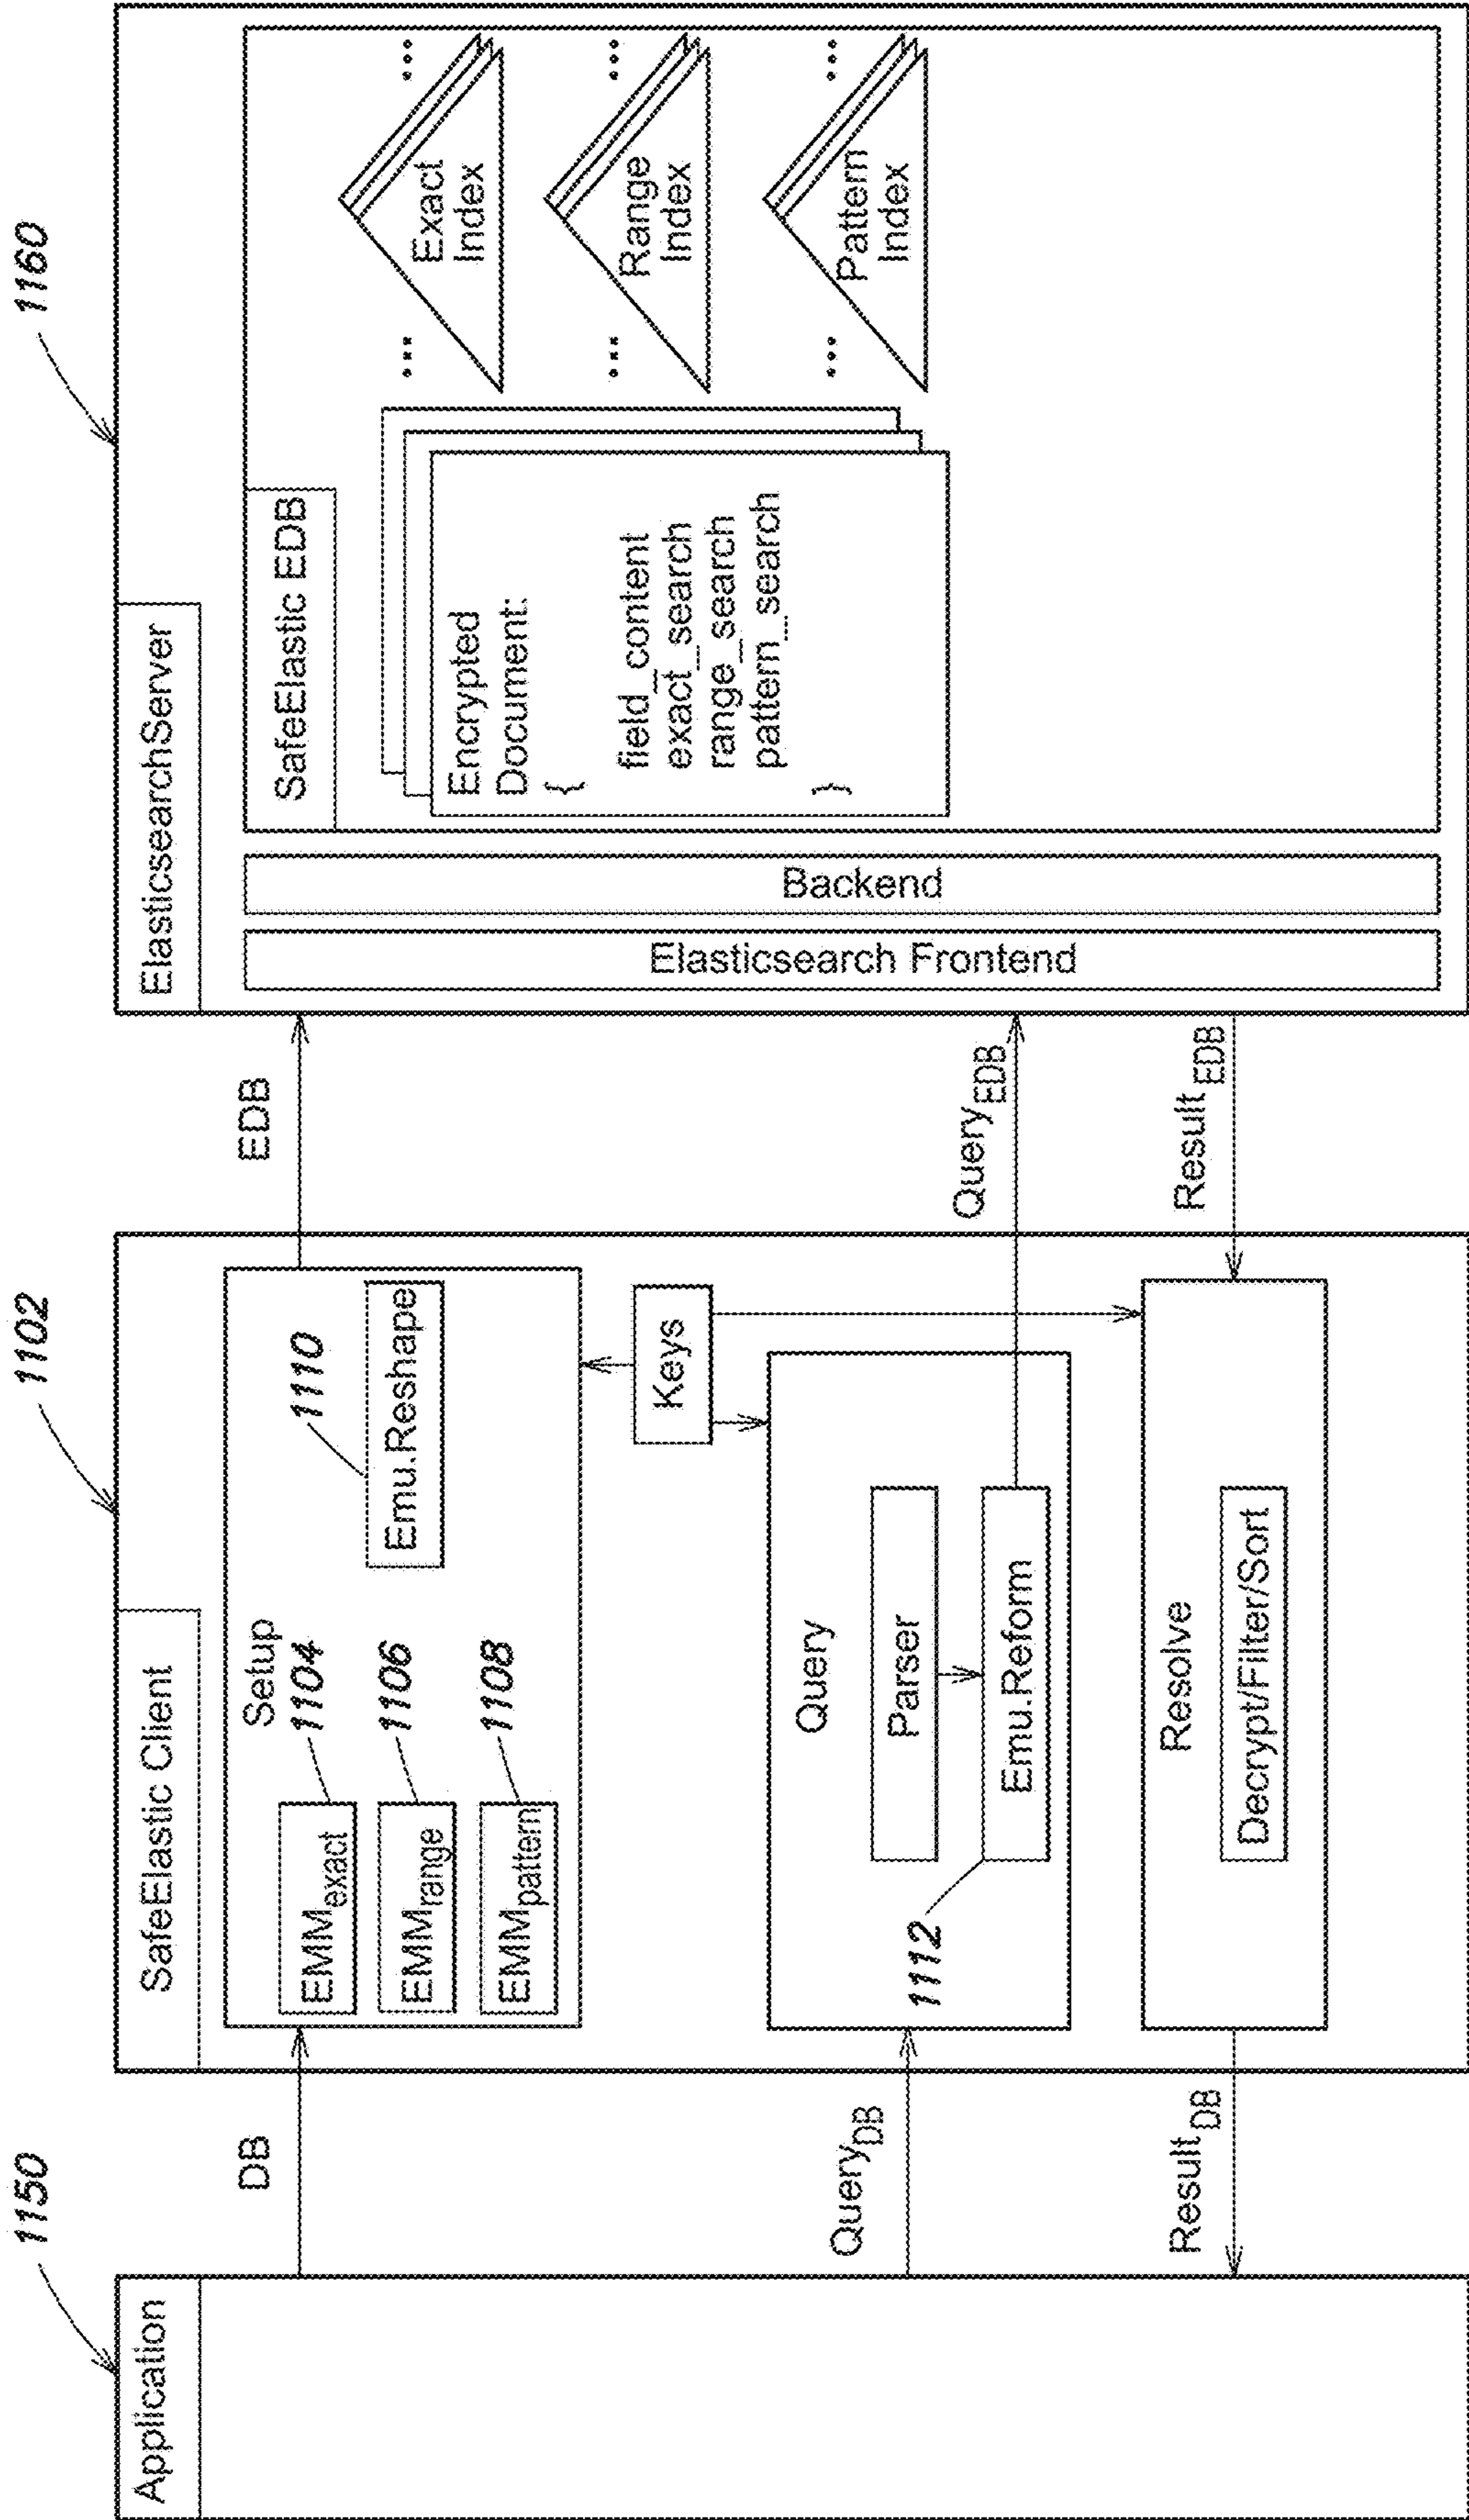 1150
1102
1160
Application
SafeElastic Client
ElasticsearchServer
DB
Setup
1104
EMM_exact
1106
EMM_range
1108
EMM_pattern
1110
Emu.Reshape
EDB
Keys
Query_DB
Query
Parser
1112
Emu.Reform
Query_EDB
Result_DB
Resolve
Decrypt/Filter/Sort
Result_EDB
Elasticsearch Frontend
Backend
SafeElastic EDB
Encrypted
Document:
{
field_content
exact_search
range_search
pattern_search
}
...
Exact
Index
...
...
Range
Index
...
...
Pattern
Index
...